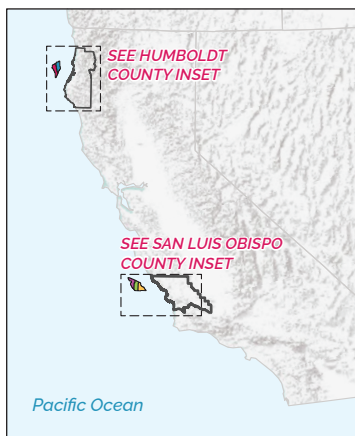 SEE HUMBOLDT
COUNTY INSET
SEE SAN LUIS OBISPO
COUNTY INSET
Pacific Ocean